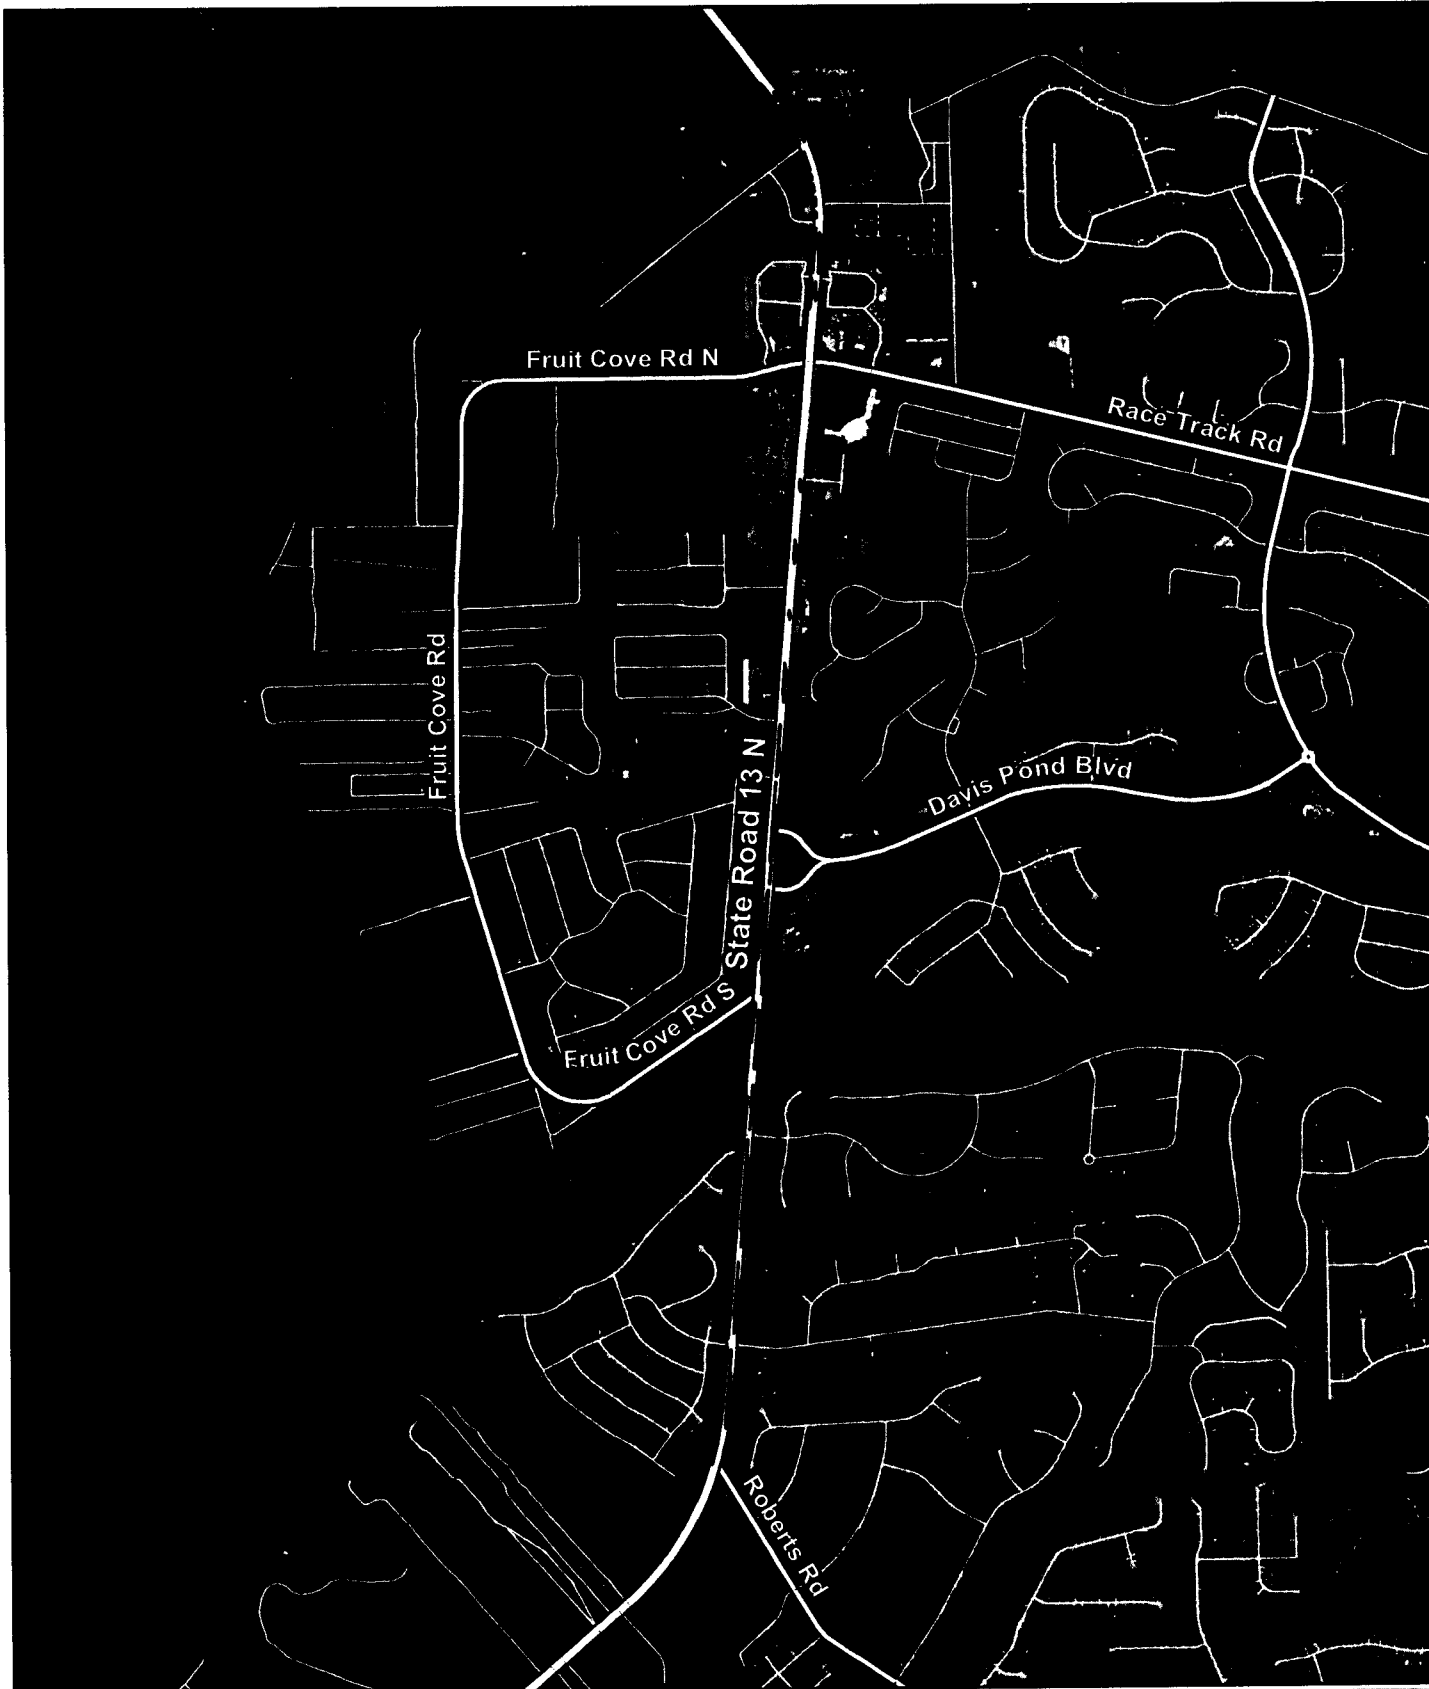 Fruit Cove Rd N
Race Track Rd
Fruit Cove Rd
State Road 13 N
Davis Pond Blvd
Fruit Cove Rd S
Roberts Rd